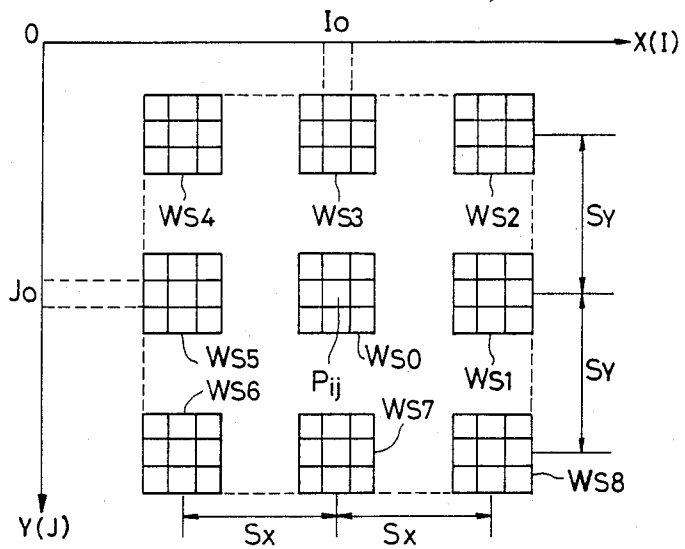 Io
0
X(I)
WS4
WS3
WS2
SY
Jo
WS5
WS0
WS1
Pij
SY
WS6
WS7
WS8
Y(J)
Sx
Sx